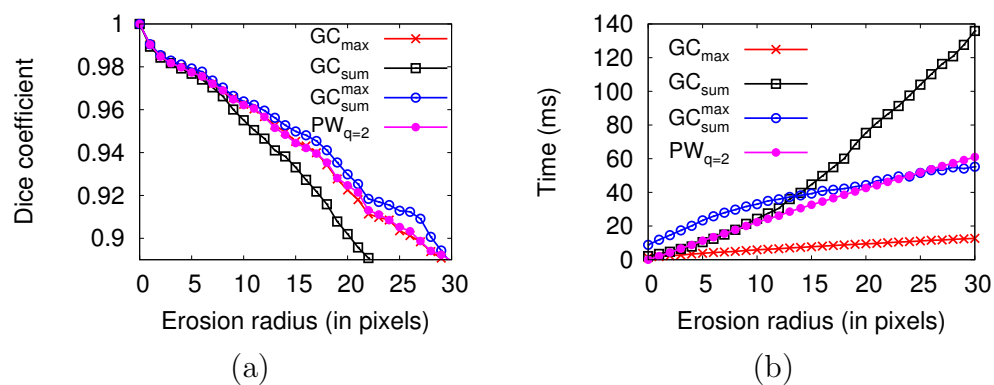 1
0.98
0.96
0.94
0.92
0.9
0 5 10 15 20 25 30
Dice coefficient
Erosion radius (in pixels)
GCmax
GCsum
GCmaxsum
PWq=2
(a)
140
120
100
80
60
40
20
0
0 5 10 15 20 25 30
Time (ms)
Erosion radius (in pixels)
GCmax
GCsum
GCmaxsum
PWq=2
(b)